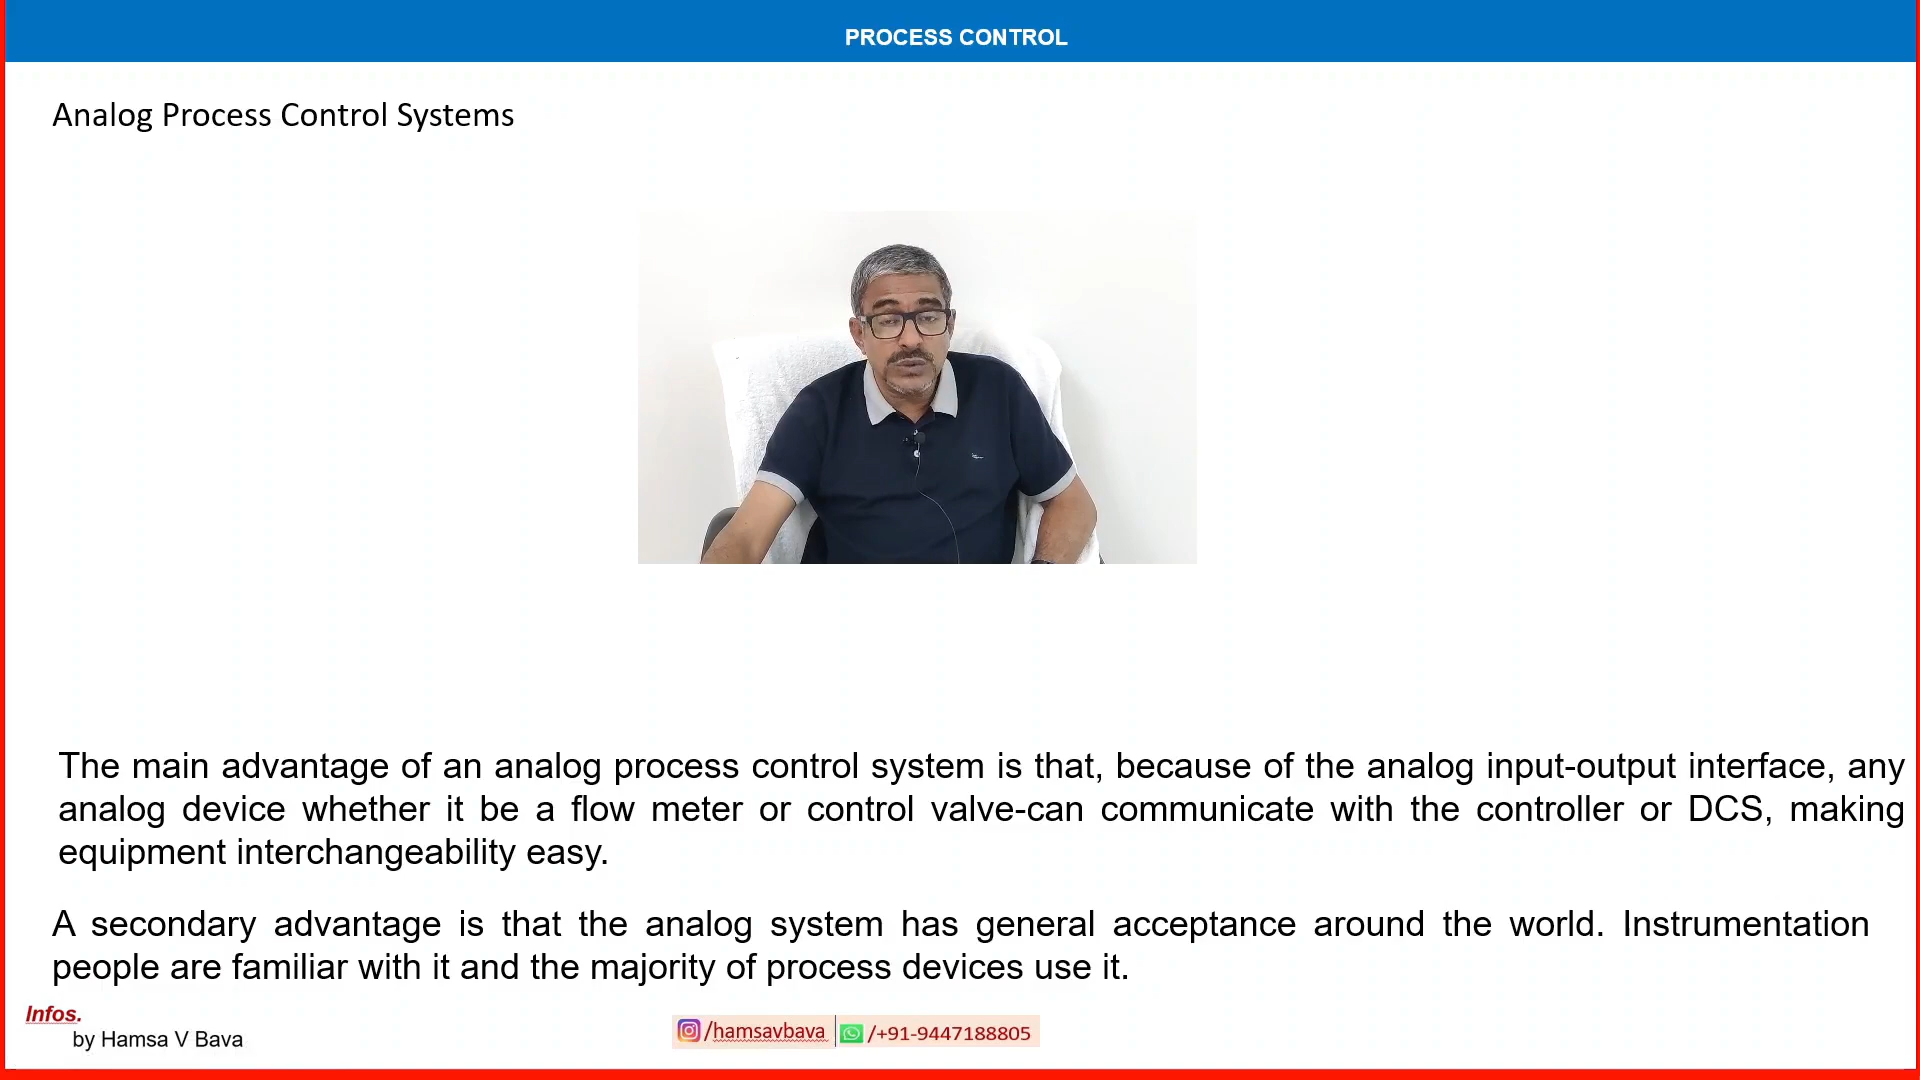 PROCESS CONTROL
Analog Process Control Systems
The main advantage of an analog process control system is that, because of the analog input-output interface, any
analog device whether it be a flow meter or control valve-can communicate with the controller or DCS, making
equipment interchangeability easy.
A secondary advantage is that the analog system has general acceptance around the world. Instrumentation
people are familiar with it and the majority of process devices use it.
Infos.
by Hamsa V Bava
/hamsavbava
/+91-9447188805